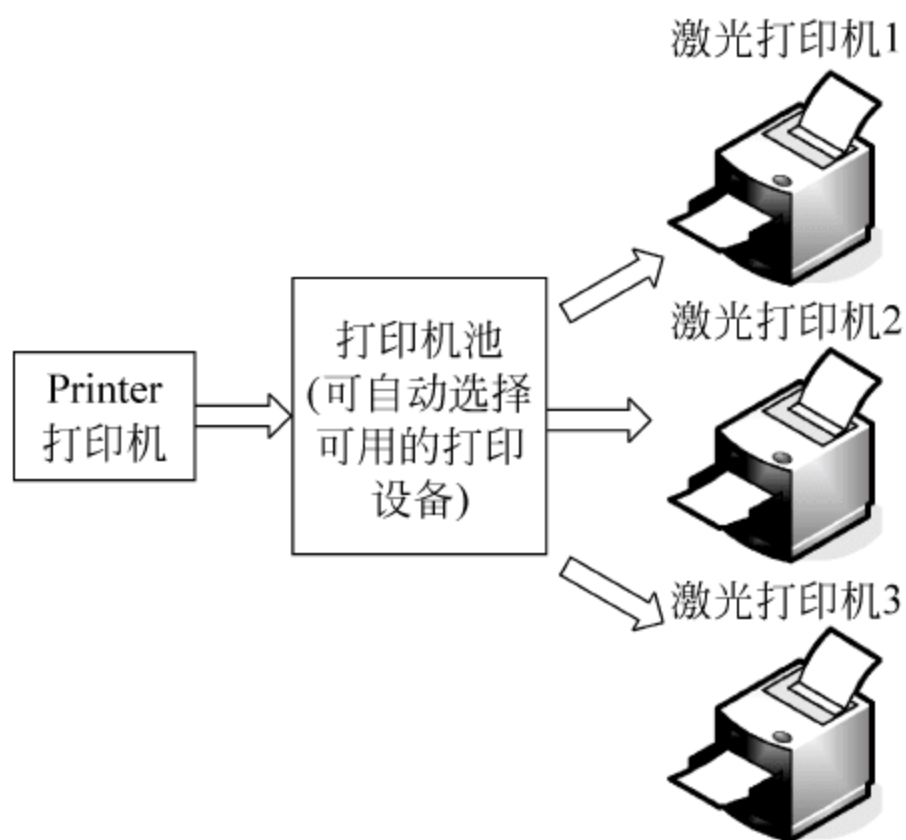 Printer
打印机
打印机池
(可自动选择
可用的打印
设备)
激光打印机1
激光打印机2
激光打印机3